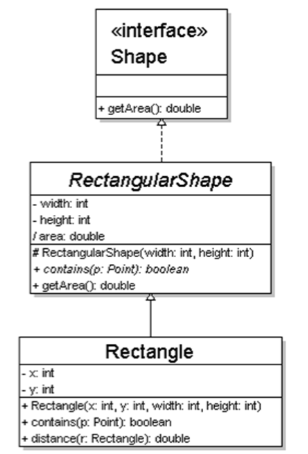 «interface»
Shape
+ getArea(): double
RectangularShape
- width: int
- height: int
/ area: double
# RectangularShape(width: int, height: int)
+ contains(p: Point): boolean
+ getArea(): double
Rectangle
- x: int
- y: int
+ Rectangle(x: int, y: int, width: int, height: int)
+ contains(p: Point): boolean
+ distance(r: Rectangle): double